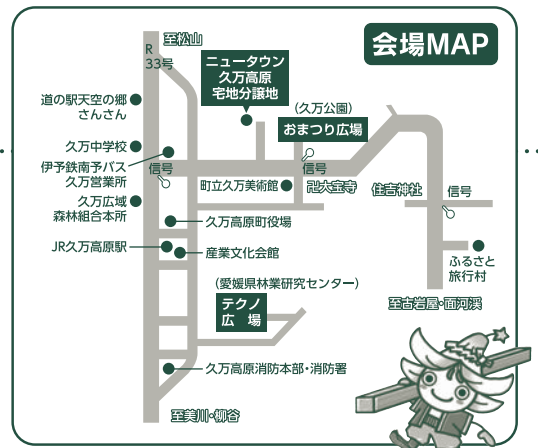 会場MAP
至松山
R
33号
ニュータウン
久万高原
宅地分譲地
道の駅天空の郷
さんさん
(久万公園)
おまつり広場
久万中学校
伊予鉄南予バス
久万営業所
信号
信号
町立久万美術館
卍大宝寺
住吉神社
信号
久万広域
森林組合本所
久万高原町役場
JR久万高原駅
産業文化会館
ふるさと
旅行村
(愛媛県林業研究センター)
テクノ
広場
至古岩屋・面河渓
久万高原消防本部・消防署
至美川・柳谷